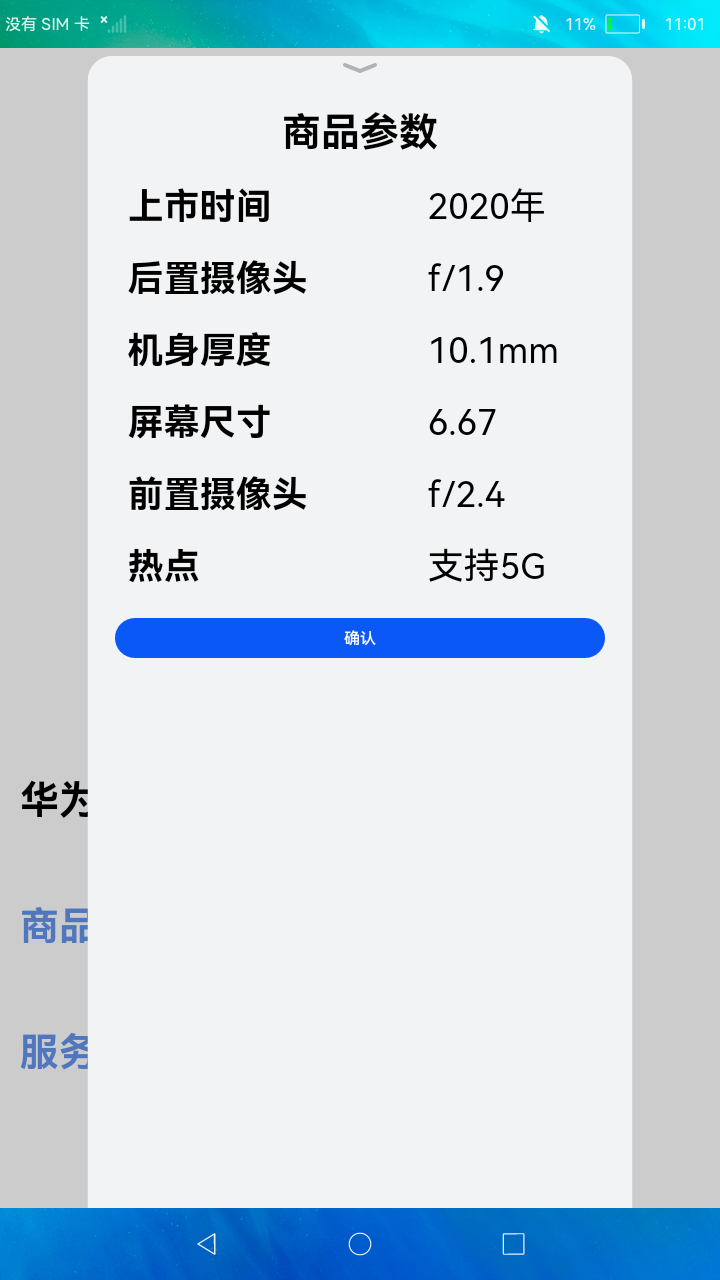 没有 SIM 卡 11% 11:01
商品参数
上市时间 2020年
后置摄像头 f/1.9
机身厚度 10.1mm
屏幕尺寸 6.67
前置摄像头 f/2.4
热点 支持5G
确认
华为
商品
服务